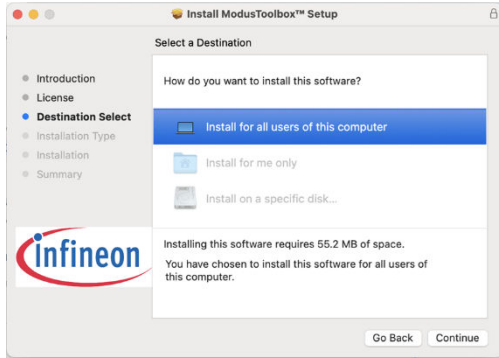 Install ModusToolbox™ Setup
Select a Destination
Introduction
License
Destination Select
Installation Type
Installation
Summary
How do you want to install this software?
Install for all users of this computer
Install for me only
Install on a specific disk...
Installing this software requires 55.2 MB of space.
You have chosen to install this software for all users of
this computer.
infineon
Go Back
Continue